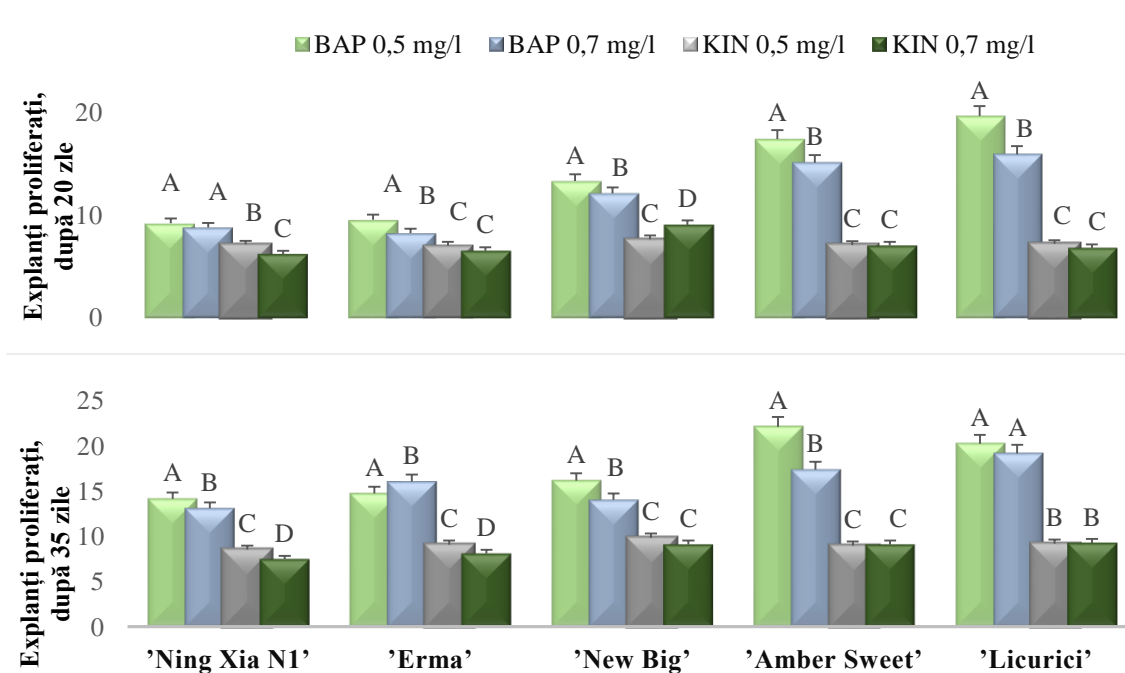 BAP 0,5 mg/l BAP 0,7 mg/l KIN 0,5 mg/l KIN 0,7 mg/l
Explanți proliferați,
după 20 zle
20
10
0
A A B C
A B C C
A B C D
A B C C
A B C C
Explanți proliferați,
după 35 zile
25
20
15
10
5
0
A B C D
A B C D
A B C C
A B C C
A A B B
’Ning Xia N1’ ’Erma’ ’New Big’ ’Amber Sweet’ ’Licurici’